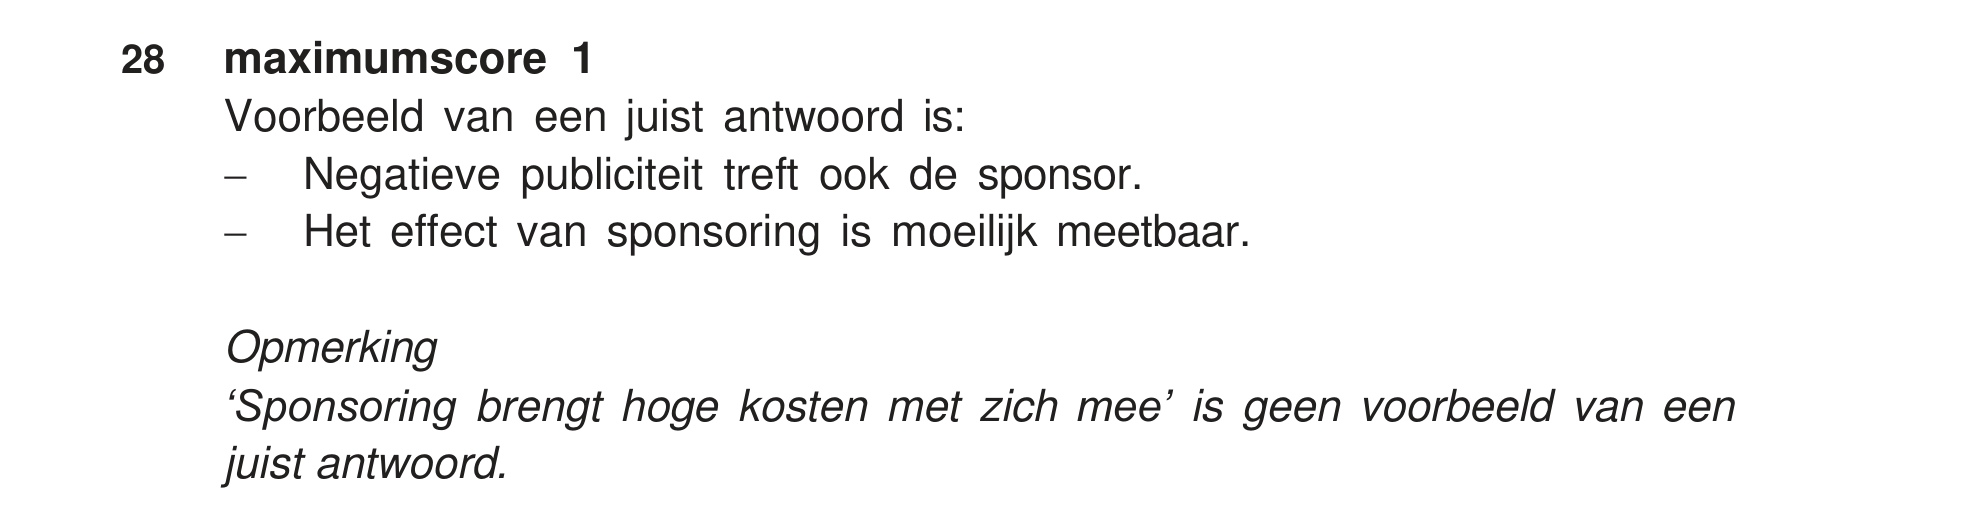 28 maximumscore 1
Voorbeeld van een juist antwoord is:
– Negatieve publiciteit treft ook de sponsor.
– Het effect van sponsoring is moeilijk meetbaar.
Opmerking
‘Sponsoring brengt hoge kosten met zich mee’ is geen voorbeeld van een
juist antwoord.